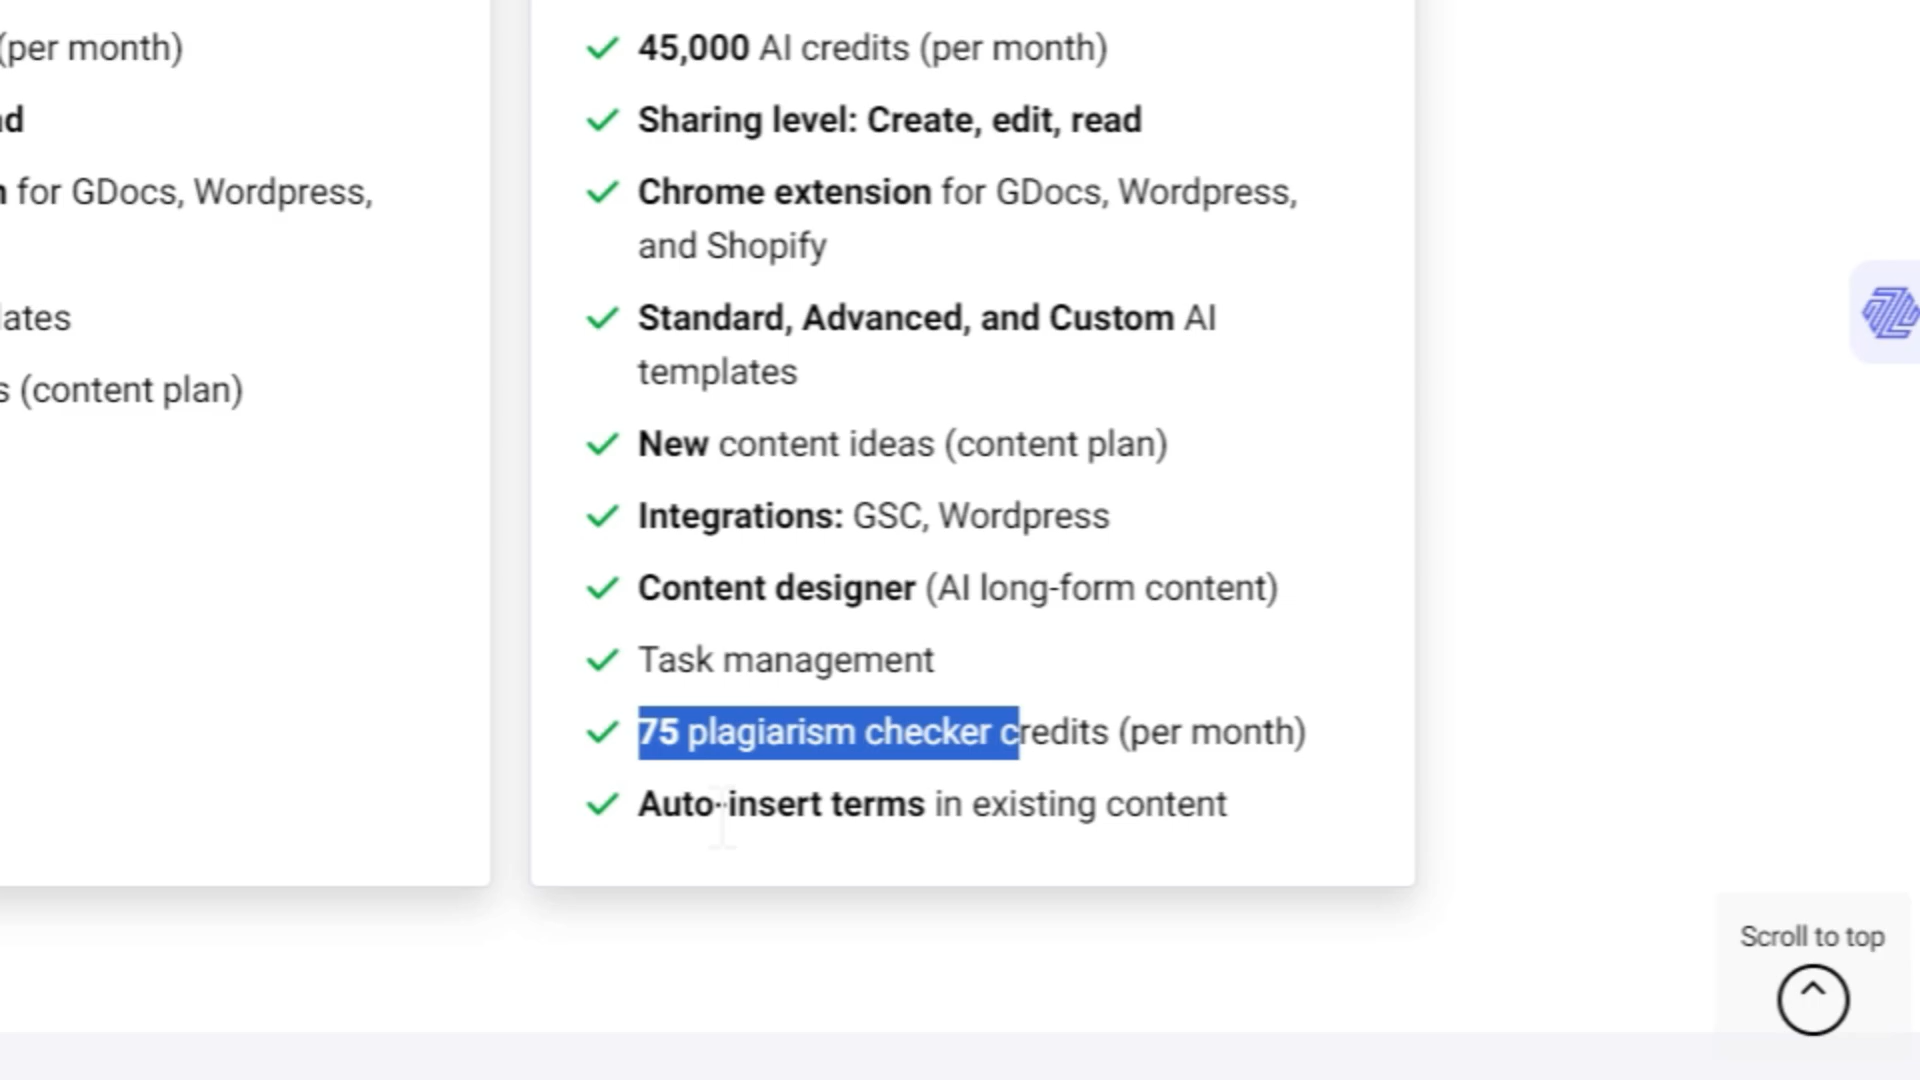 (per month)
for GDocs, Wordpress,
s (content plan)
45,000 AI credits (per month)
Sharing level: Create, edit, read
Chrome extension for GDocs, Wordpress,
and Shopify
Standard, Advanced, and Custom AI
templates
New content ideas (content plan)
Integrations: GSC, Wordpress
Content designer (AI long-form content)
Task management
75 plagiarism checker credits (per month)
Auto-insert terms in existing content
Scroll to top